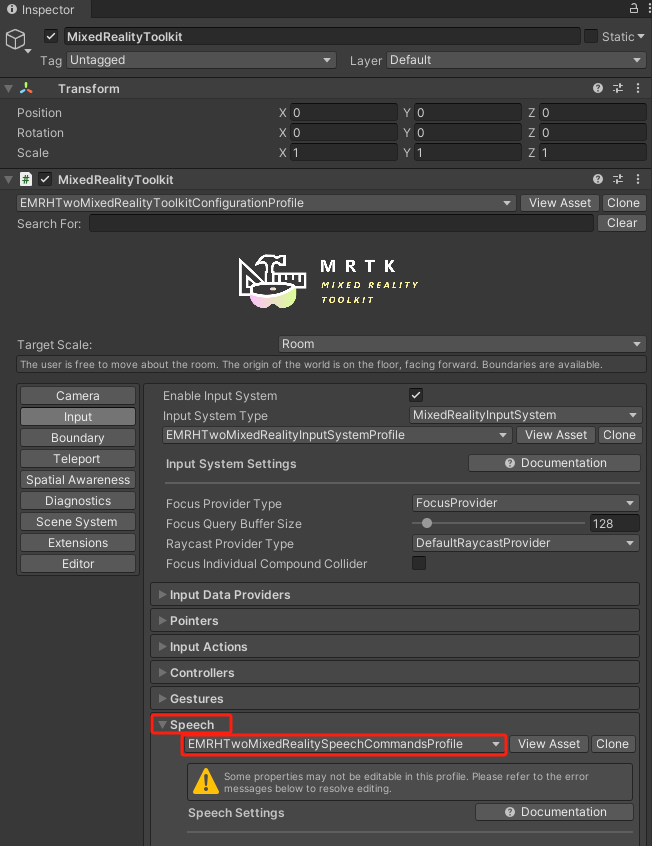 Inspector
MixedRealityToolkit Static
Tag Untagged Layer Default
Transform
Position X 0 Y 0 Z 0
Rotation X 0 Y 0 Z 0
Scale X 1 Y 1 Z 1
# MixedRealityToolkit
EMRHTwoMixedRealityToolkitConfigurationProfile View Asset Clone
Search For: Clear
MRTK
MIXED REALITY
TOOLKIT
Target Scale: Room
The user is free to move about the room. The origin of the world is on the floor, facing forward. Boundaries are available.
Camera Enable Input System
Input Input System Type MixedRealityInputSystem
Boundary EMRHTwoMixedRealityInputSystemProfile View Asset Clone
Teleport Input System Settings Documentation
Spatial Awareness
Diagnostics Focus Provider Type FocusProvider
Scene System Focus Query Buffer Size 128
Extensions Raycast Provider Type DefaultRaycastProvider
Editor Focus Individual Compound Collider
Input Data Providers
Pointers
Input Actions
Controllers
Gestures
Speech
EMRHTwoMixedRealitySpeechCommandsProfile View Asset Clone
Some properties may not be editable in this profile. Please refer to the error
messages below to resolve editing.
Speech Settings Documentation